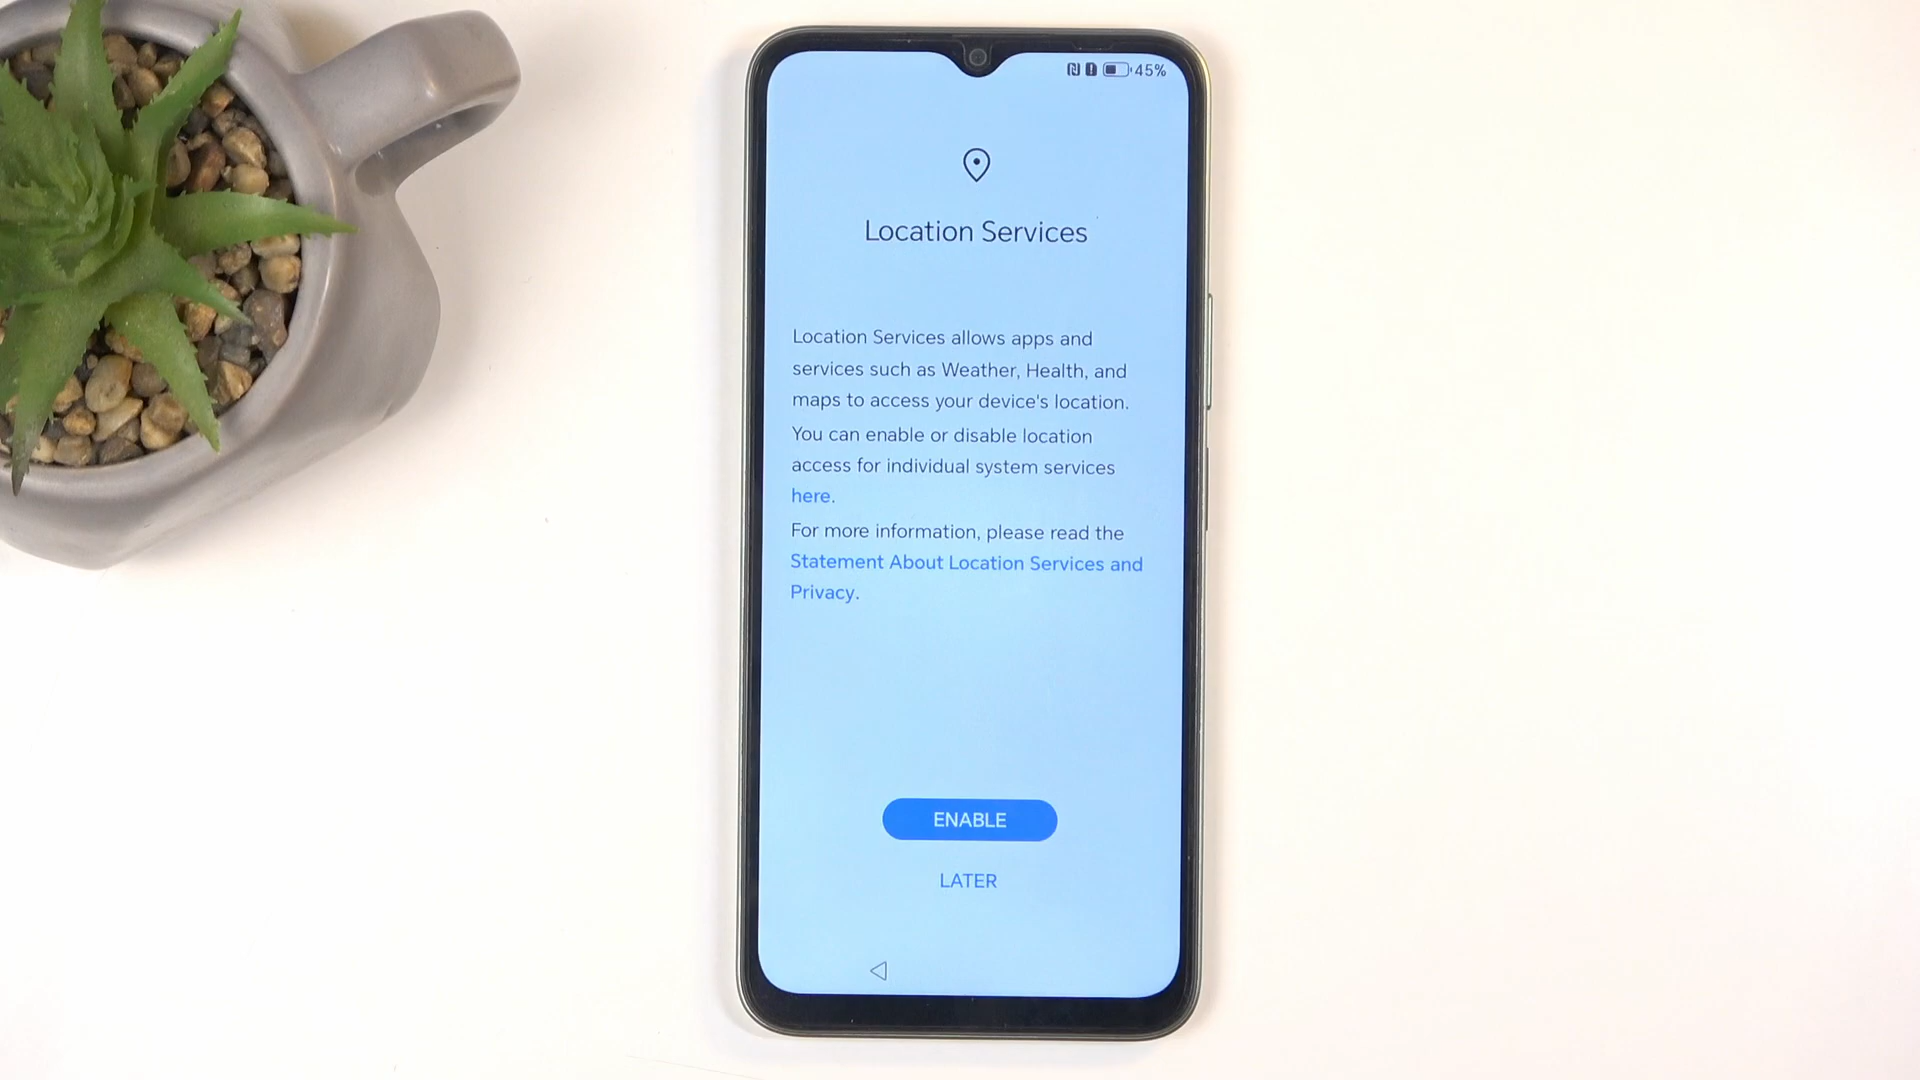 45%
Location Services
Location Services allows apps and
services such as Weather, Health, and
maps to access your device's location.
You can enable or disable location
access for individual system services
here.
For more information, please read the
Statement About Location Services and
Privacy.
ENABLE
LATER